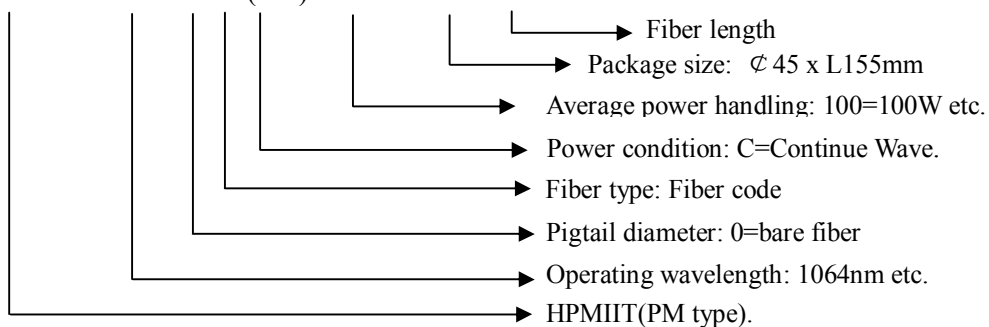 Fiber length
Package size: ₵ 45 x L155mm
Average power handling: 100=100W etc.
Power condition: C=Continue Wave.
Fiber type: Fiber code
Pigtail diameter: 0=bare fiber
Operating wavelength: 1064nm etc.
HPMIIT(PM type).